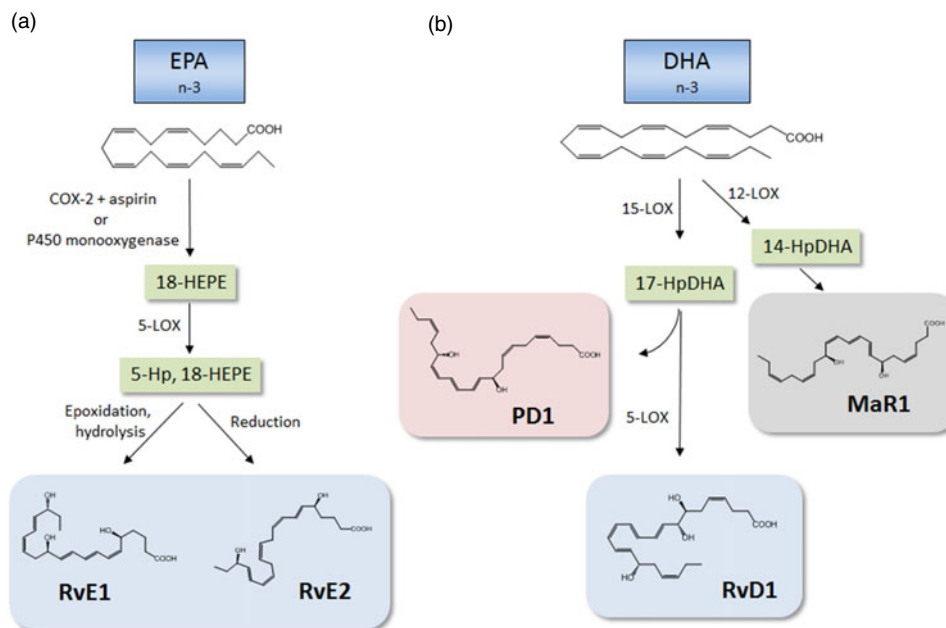 (a)
EPA
n-3
COOH
COX-2 + aspirin
or
P450 monooxygenase
18-HEPE
5-LOX
5-Hp, 18-HEPE
Epoxidation,
hydrolysis
Reduction
OH
OH
HO
COOH
RvE1
OH
OH
COOH
RvE2
(b)
DHA
n-3
COOH
15-LOX
12-LOX
14-HpDHA
17-HpDHA
OH
OH
COOH
PD1
COOH
OH
OH
MaR1
5-LOX
HO
OH
HO
COOH
RvD1